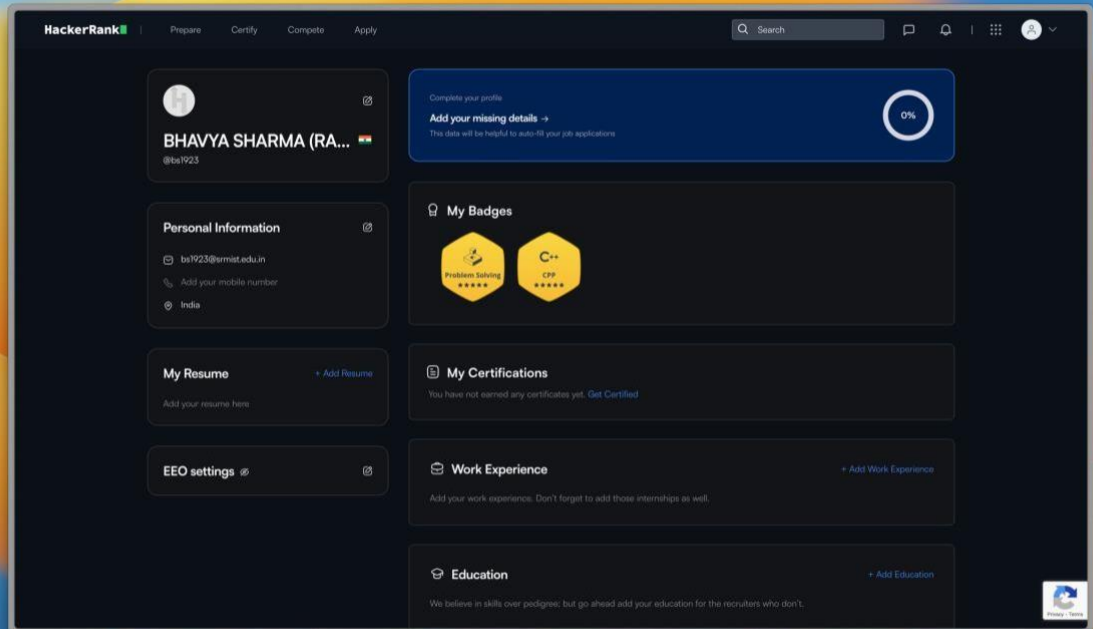 HackerRank
Prepare
Certify
Compete
Apply
Search
BHAVYA SHARMA (RA...
@bs1923
Personal Information
bs1923@srmist.edu.in
Add your mobile number
India
My Resume
+ Add Resume
Add your resume here
EEO settings
Complete your profile
Add your missing details →
This data will be helpful to auto-fill your job applications
0%
My Badges
Problem Solving
★★★★★
C++
CPP
★★★★★
My Certifications
You have not earned any certificates yet. Get Certified
Work Experience
+ Add Work Experience
Add your work experience. Don't forget to add those internships as well.
Education
+ Add Education
We believe in skills over pedigree; but go ahead add your education for the recruiters who don't.
Privacy - Terms